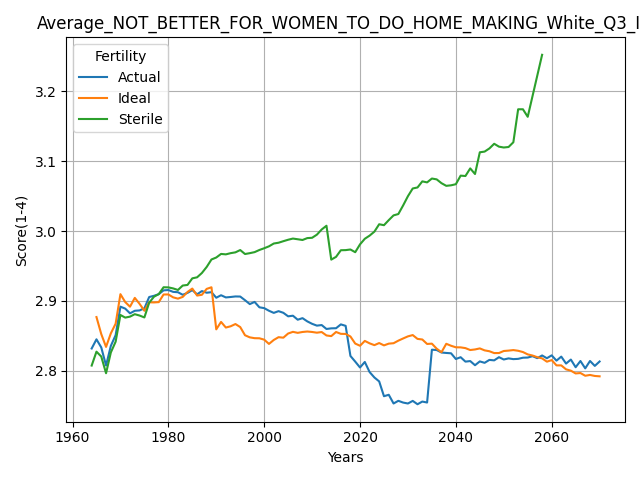 Average_NOT_BETTER_FOR_WOMEN_TO_DO_HOME_MAKING_White_Q3_I
Fertility
Actual
Ideal
Sterile
Score(1-4)
3.2
3.1
3.0
2.9
2.8
1960 1980 2000 2020 2040 2060
Years